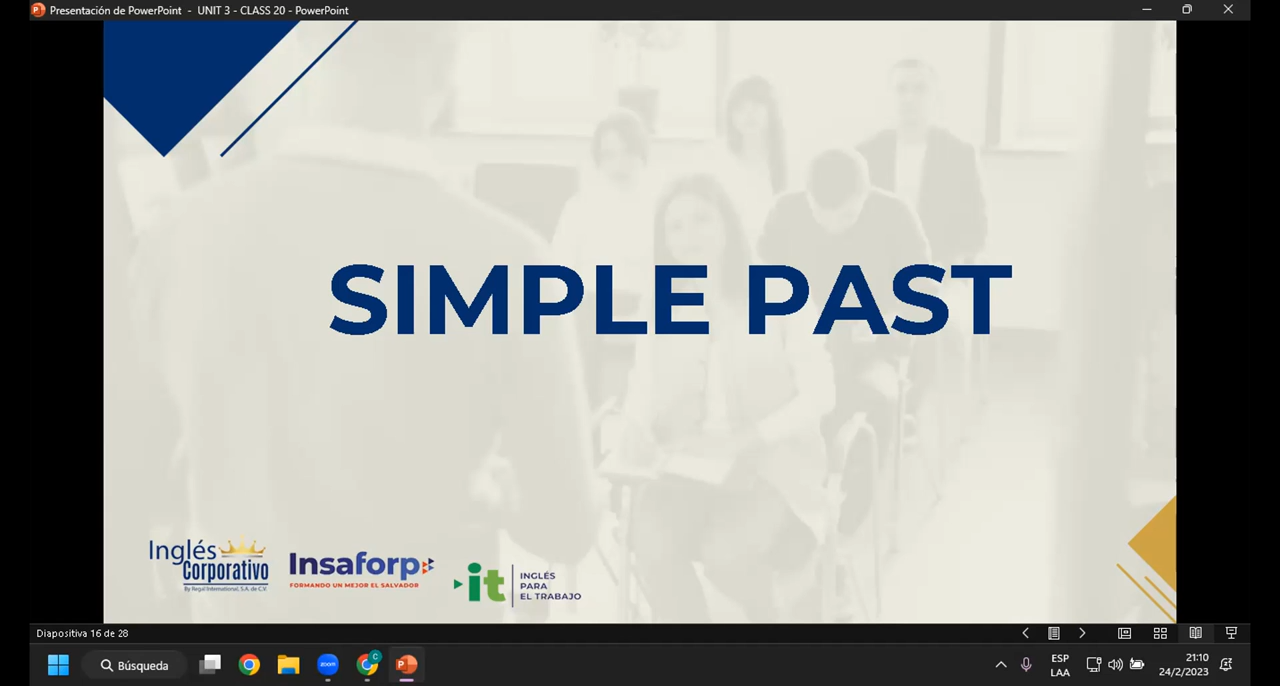 Presentación de PowerPoint - UNIT 3 - CLASS 20 - PowerPoint
SIMPLE PAST
Inglés
Corporativo
By Regal International, S.A. de C.V.
Insaforp
FORMANDO UN MEJOR EL SALVADOR
it
INGLÉS
PARA
EL TRABAJO
Diapositiva 16 de 28
Búsqueda
zoom
C
P
ESP
LAA
21:10
24/2/2023